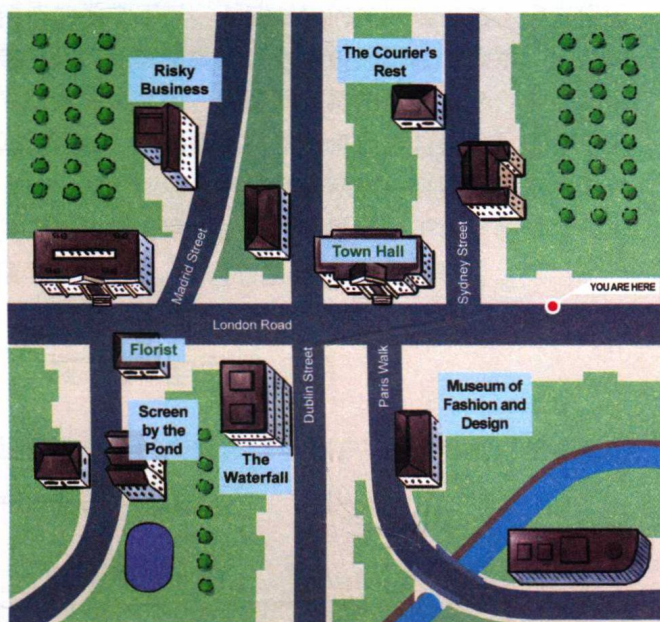 Risky
Business
The Courier's
Rest
Madrid Street
Town Hall
Sydney Street
YOU ARE HERE
London Road
Florist
Dublin Street
Paris Walk
Screen
by the
Pond
The
Waterfall
Museum of
Fashion and
Design